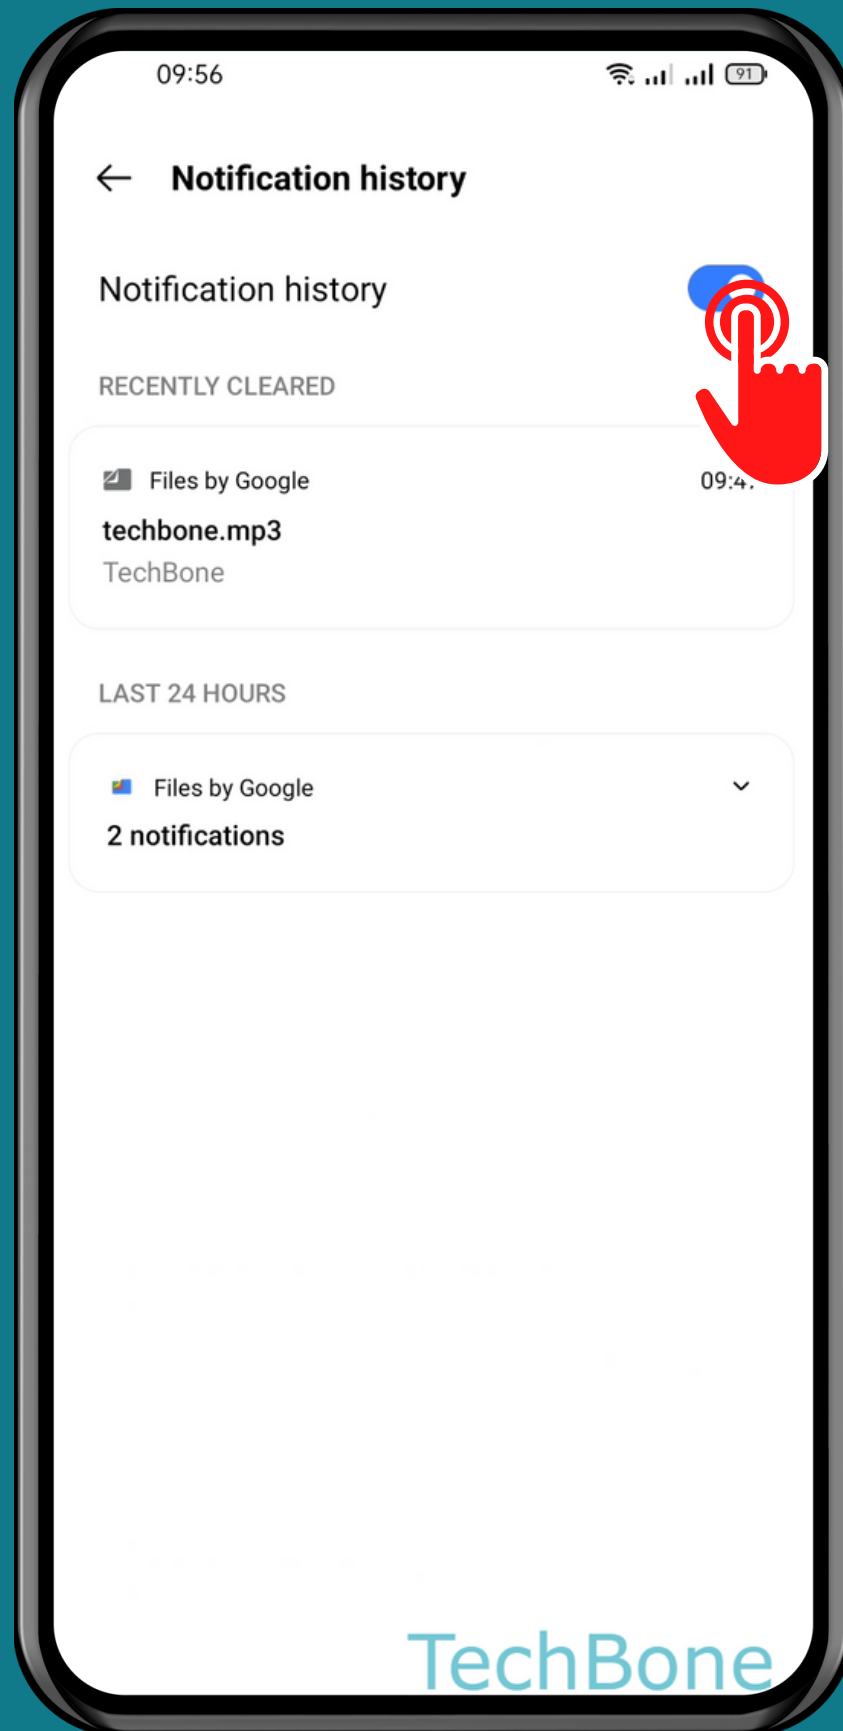 09:56
91
Notification history
Notification history
RECENTLY CLEARED
Files by Google
techbone.mp3
TechBone
LAST 24 HOURS
Files by Google
2 notifications
TechBone